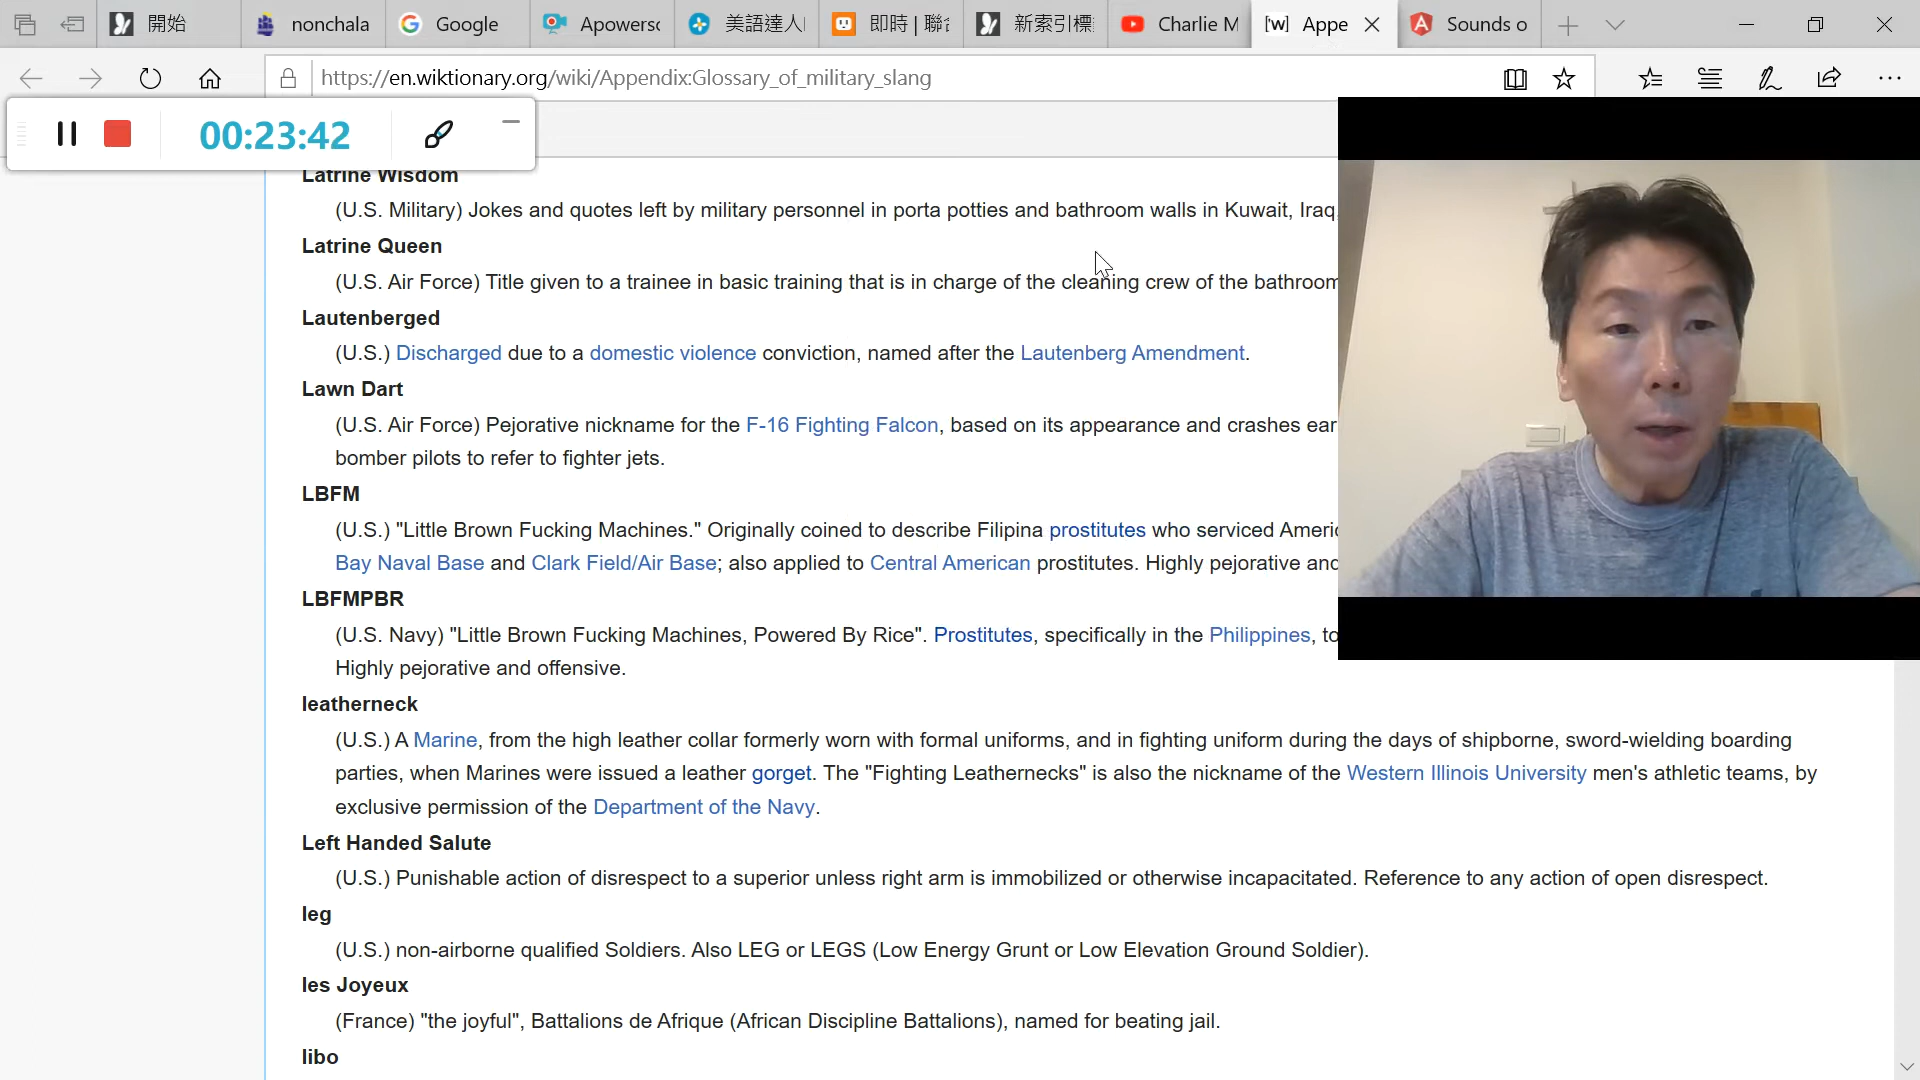 開始
nonchala
Google
Apowersc
美語達人
即時 | 聯
新索引標
Charlie M
[w] Appe
Sounds o
https://en.wiktionary.org/wiki/Appendix:Glossary_of_military_slang
00:23:42
Latrine Wisdom
(U.S. Military) Jokes and quotes left by military personnel in porta potties and bathroom walls in Kuwait, Iraq
Latrine Queen
(U.S. Air Force) Title given to a trainee in basic training that is in charge of the cleaning crew of the bathroom
Lautenberged
(U.S.) Discharged due to a domestic violence conviction, named after the Lautenberg Amendment.
Lawn Dart
(U.S. Air Force) Pejorative nickname for the F-16 Fighting Falcon, based on its appearance and crashes ear
bomber pilots to refer to fighter jets.
LBFM
(U.S.) "Little Brown Fucking Machines." Originally coined to describe Filipina prostitutes who serviced Americ
Bay Naval Base and Clark Field/Air Base; also applied to Central American prostitutes. Highly pejorative and
LBFMPBR
(U.S. Navy) "Little Brown Fucking Machines, Powered By Rice". Prostitutes, specifically in the Philippines, to
Highly pejorative and offensive.
leatherneck
(U.S.) A Marine, from the high leather collar formerly worn with formal uniforms, and in fighting uniform during the days of shipborne, sword-wielding boarding
parties, when Marines were issued a leather gorget. The "Fighting Leathernecks" is also the nickname of the Western Illinois University men's athletic teams, by
exclusive permission of the Department of the Navy.
Left Handed Salute
(U.S.) Punishable action of disrespect to a superior unless right arm is immobilized or otherwise incapacitated. Reference to any action of open disrespect.
leg
(U.S.) non-airborne qualified Soldiers. Also LEG or LEGS (Low Energy Grunt or Low Elevation Ground Soldier).
les Joyeux
(France) "the joyful", Battalions de Afrique (African Discipline Battalions), named for beating jail.
libo